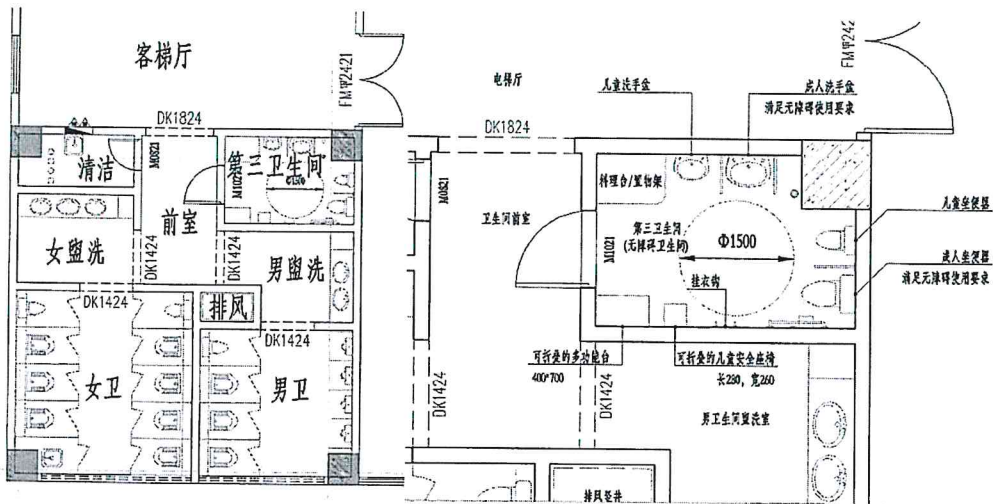 客梯厅
FM甲2421
DK1824
清洁
M0821
第三卫生间
M1021
Φ1500
前室
女盥洗
DK1424
DK1424
男盥洗
DK1424
排风
DK1424
女卫
男卫
电梯厅
儿童洗手盆
成人洗手盆
满足无障碍使用要求
FM甲242
DK1824
M0821
料理台/置物架
卫生间前室
M1021
第三卫生间
(无障碍卫生间)
Φ1500
挂衣钩
儿童坐便器
成人坐便器
满足无障碍使用要求
可折叠的多功能台
400*700
可折叠的儿童安全座椅
长280，宽260
DK1424
DK1424
男卫生间盥洗室
排风竖井